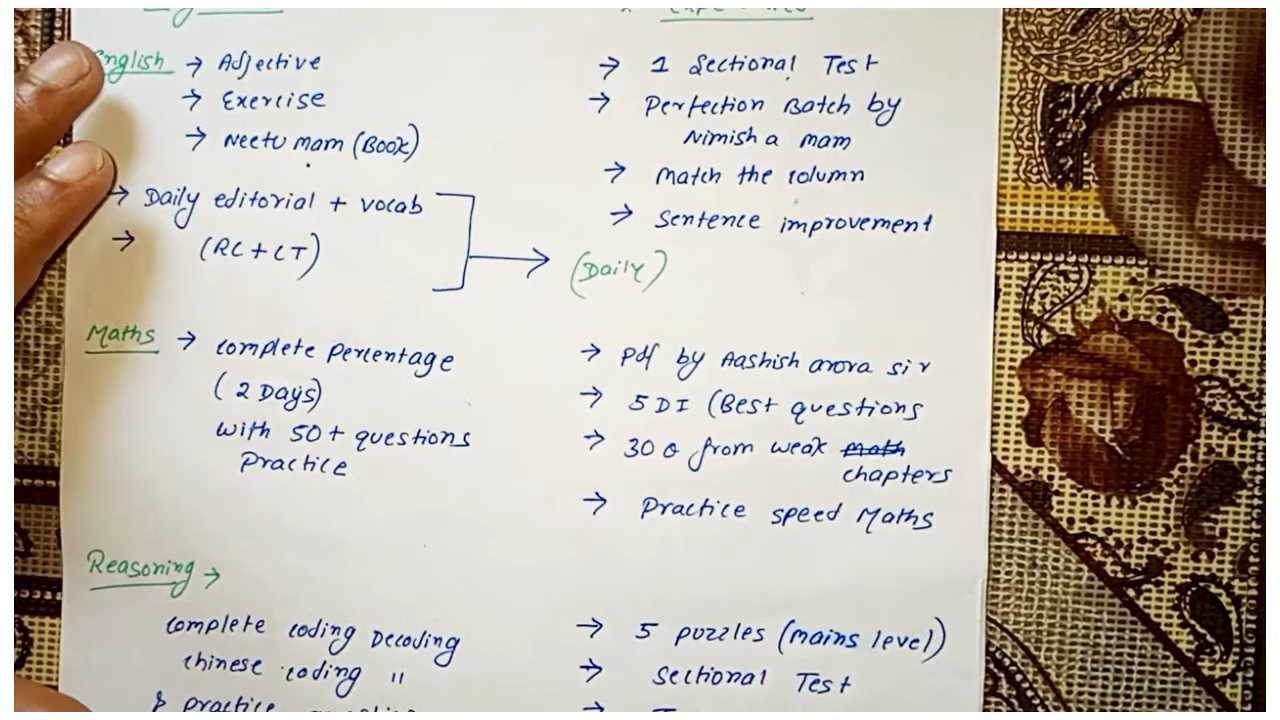 English → Adjective
→ Exercise
→ Neetu mam (Book)
→ Daily editorial + vocab
→ (RC + CT)
→ 1 Sectional Test
→ Perfection Batch by
Nimisha mam
→ Match the column
→ Sentence improvement
(Daily)
Maths → complete percentage
(2 Days)
with 50+ questions
Practice
→ Pdf by Aashish arora sir
→ 5 DI (Best questions
→ 30 Q from weak math
chapters
→ Practice speed Maths
Reasoning →
complete coding Decoding
chinese coding "
& practice
→ 5 puzzles (mains level)
→ Sectional Test
→